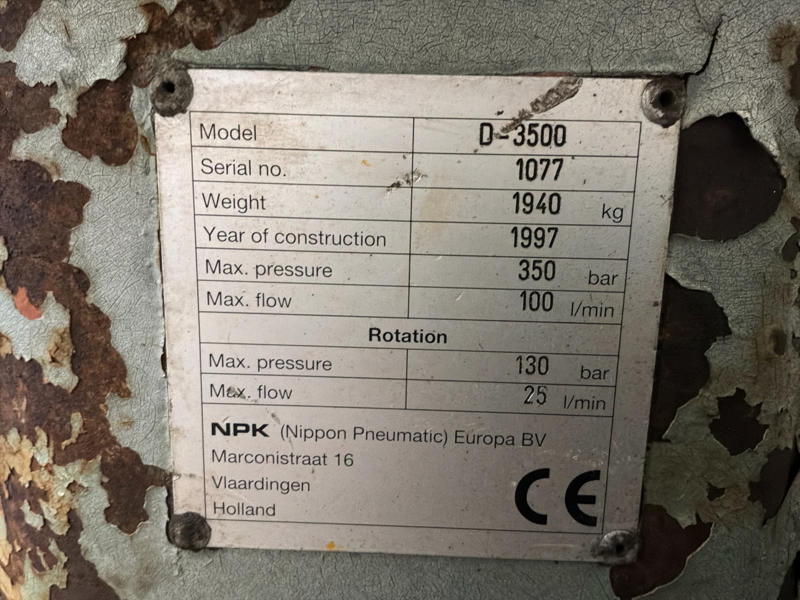 Model D-3500
Serial no. 1077
Weight 1940 kg
Year of construction 1997
Max. pressure 350 bar
Max. flow 100 l/min
Rotation
Max. pressure 130 bar
Max. flow 25 l/min
NPK (Nippon Pneumatic) Europa BV
Marconistraat 16
Vlaardingen
Holland
CE